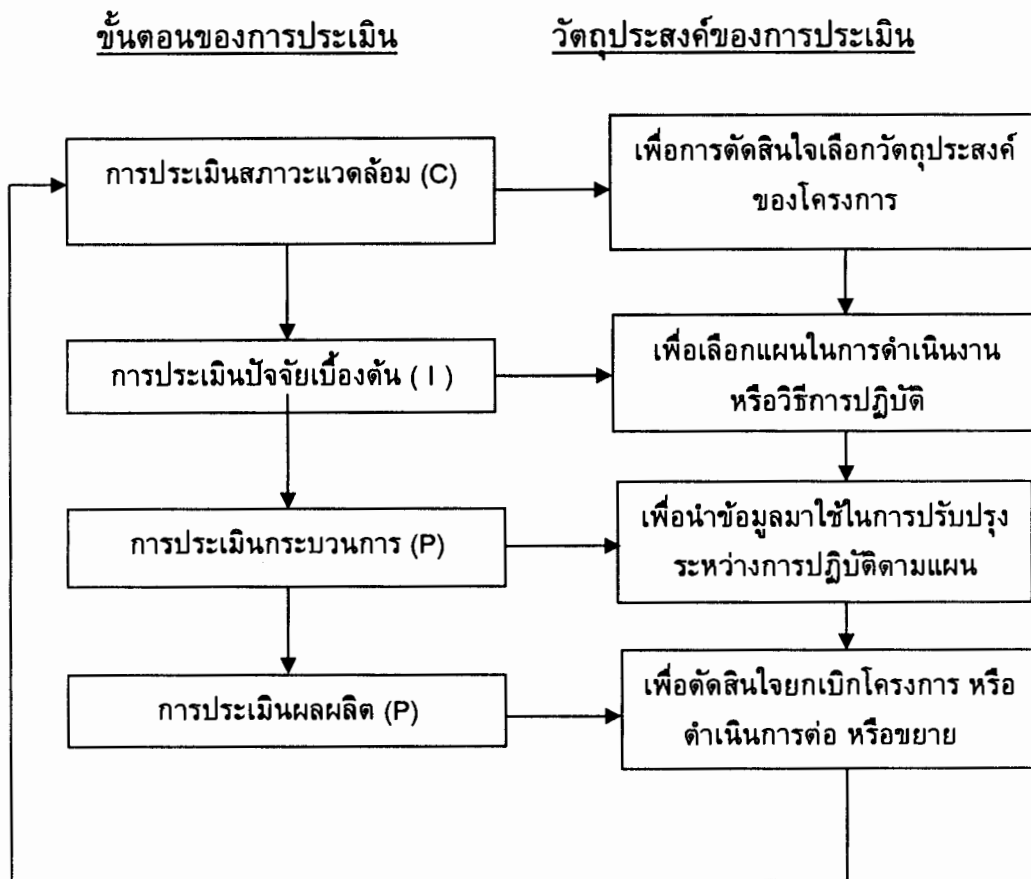 ขั้นตอนของการประเมิน
วัตถุประสงค์ของการประเมิน
การประเมินสภาวะแวดล้อม (C)
เพื่อการตัดสินใจเลือกวัตถุประสงค์
ของโครงการ
การประเมินปัจจัยเบื้องต้น ( I )
เพื่อเลือกแผนในการดำเนินงาน
หรือวิธีการปฏิบัติ
การประเมินกระบวนการ (P)
เพื่อนำข้อมูลมาใช้ในการปรับปรุง
ระหว่างการปฏิบัติตามแผน
การประเมินผลผลิต (P)
เพื่อตัดสินใจยกเบิกโครงการ หรือ
ดำเนินการต่อ หรือขยาย